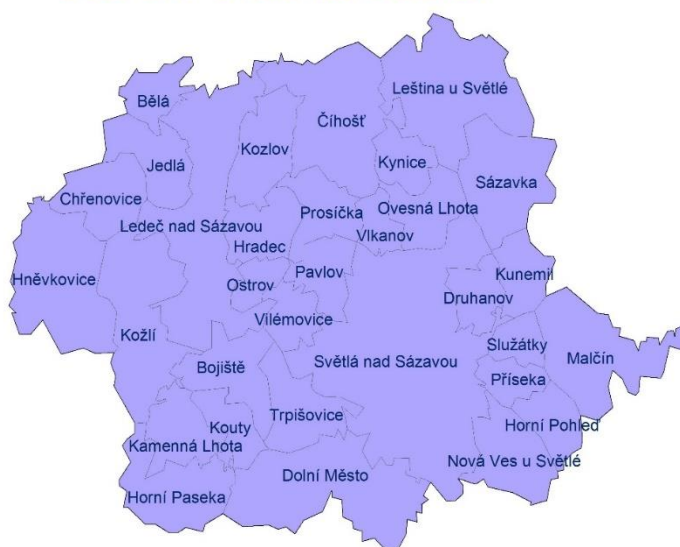 Leština u Světlé
Bělá
Číhošť
Kozlov
Jedlá
Kynice
Sázavka
Chřenovice
Prosíčka
Ovesná Lhota
Ledeč nad Sázavou
Vlkanov
Hradec
Pavlov
Kunemil
Hněvkovice
Ostrov
Druhanov
Vilémovice
Kožlí
Služátky
Světlá nad Sázavou
Malčín
Bojiště
Příseka
Trpišovice
Kouty
Horní Pohled
Kamenná Lhota
Nová Ves u Světlé
Dolní Město
Horní Paseka